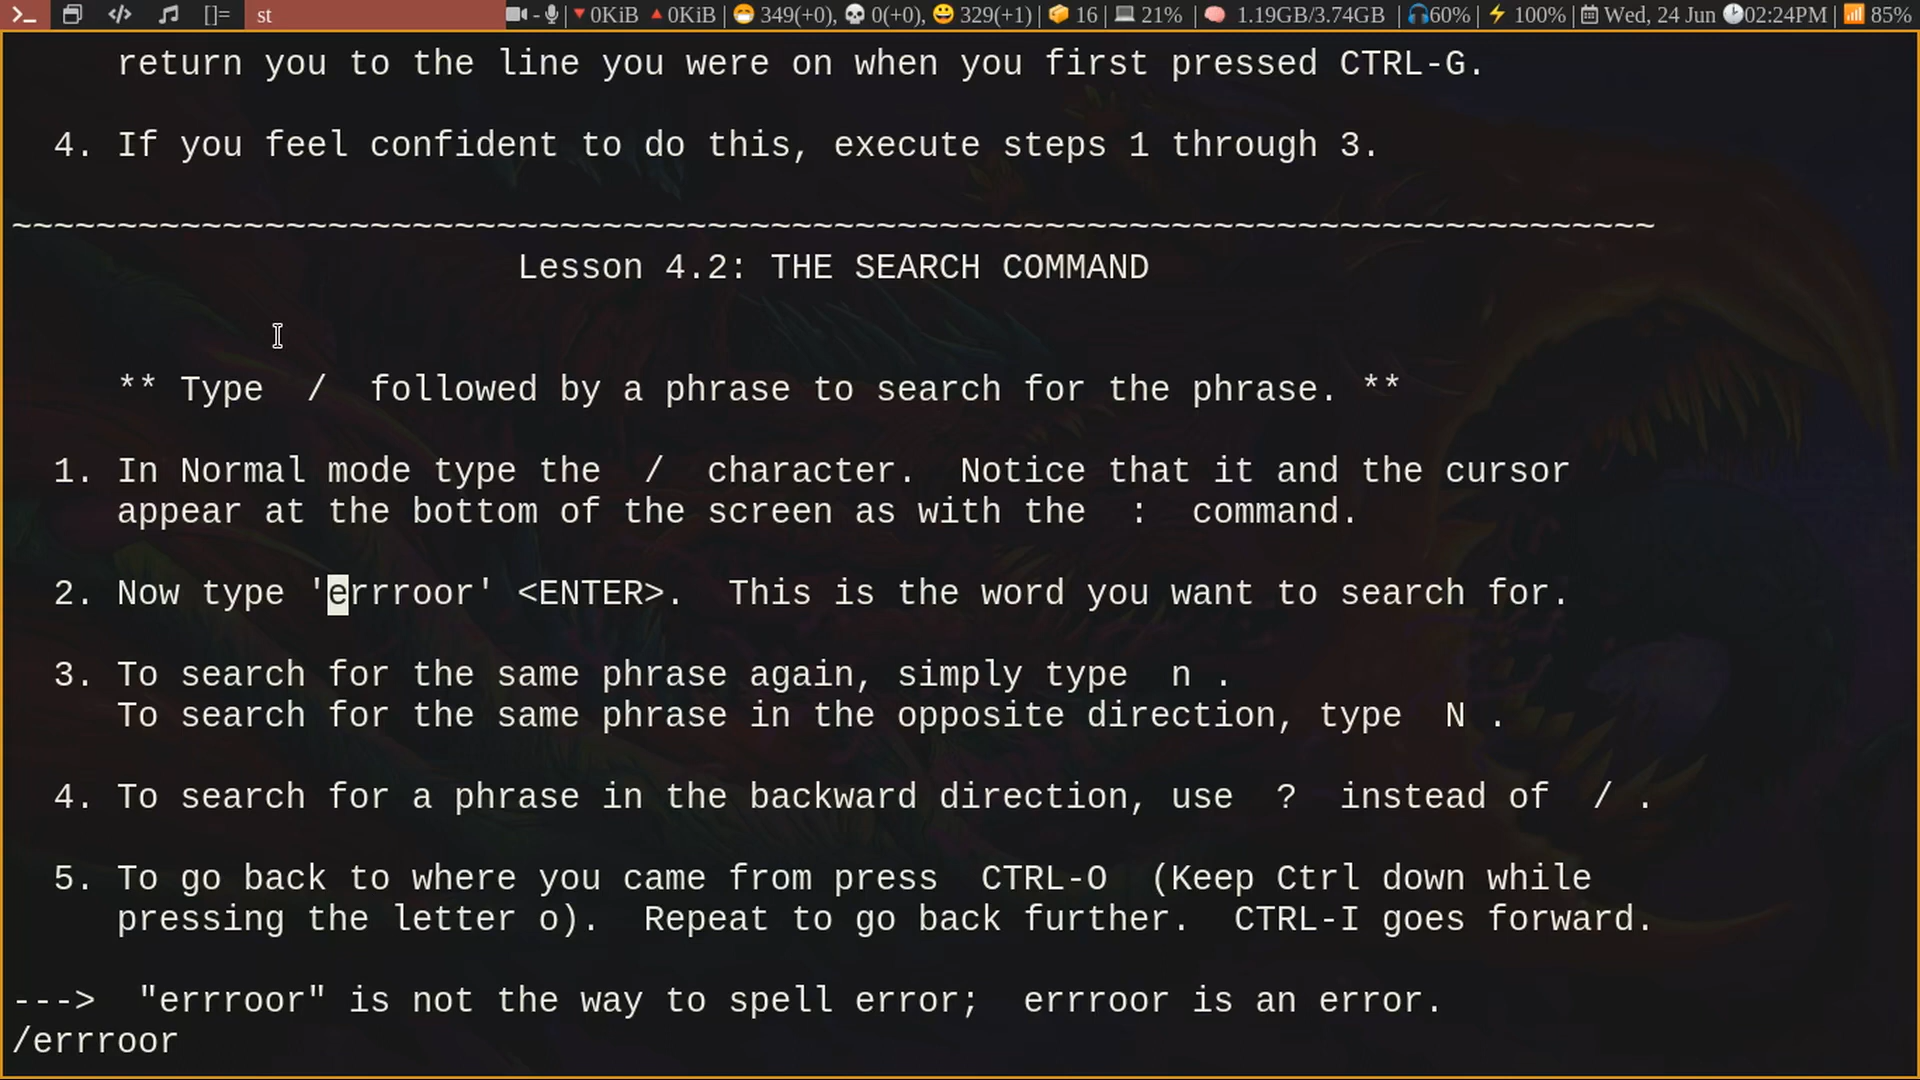 >_ </> []= st - | 0KiB 0KiB | 349(+0), 0(+0), 329(+1) | 16 | 21% | 1.19GB/3.74GB | 60% | 100% | Wed, 24 Jun 02:24PM | 85%
return you to the line you were on when you first pressed CTRL-G.
4. If you feel confident to do this, execute steps 1 through 3.
~~~~~~~~~~~~~~~~~~~~~~~~~~~~~~~~~~~~~~~~~~~~~~~~~~~~~~~~~~~~~~~~~~~~~~~~~~~~~~
Lesson 4.2: THE SEARCH COMMAND
** Type  /  followed by a phrase to search for the phrase. **
1. In Normal mode type the  /  character.  Notice that it and the cursor
appear at the bottom of the screen as with the  :  command.
2. Now type 'errroor' <ENTER>.  This is the word you want to search for.
3. To search for the same phrase again, simply type  n .
To search for the same phrase in the opposite direction, type  N .
4. To search for a phrase in the backward direction, use  ?  instead of  / .
5. To go back to where you came from press  CTRL-O  (Keep Ctrl down while
pressing the letter o).  Repeat to go back further.  CTRL-I goes forward.
--->  "errroor" is not the way to spell error;  errroor is an error.
/errroor